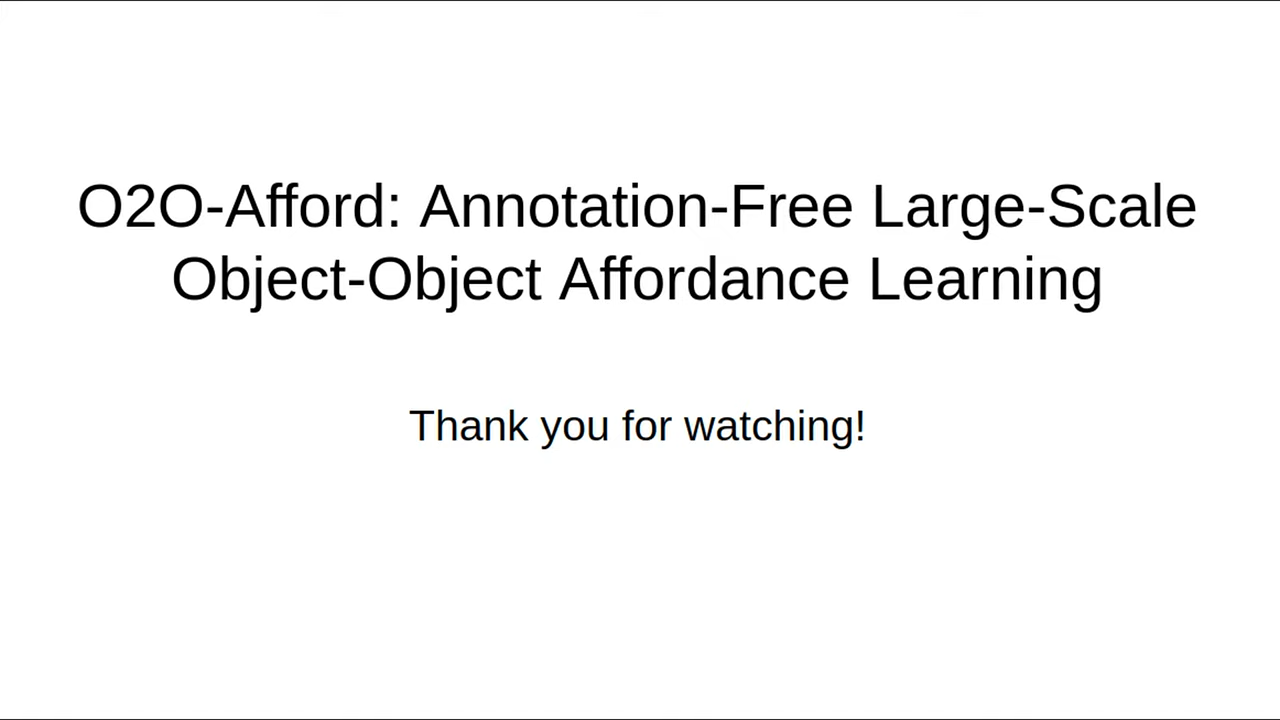 O2O-Afford: Annotation-Free Large-Scale
Object-Object Affordance Learning
Thank you for watching!